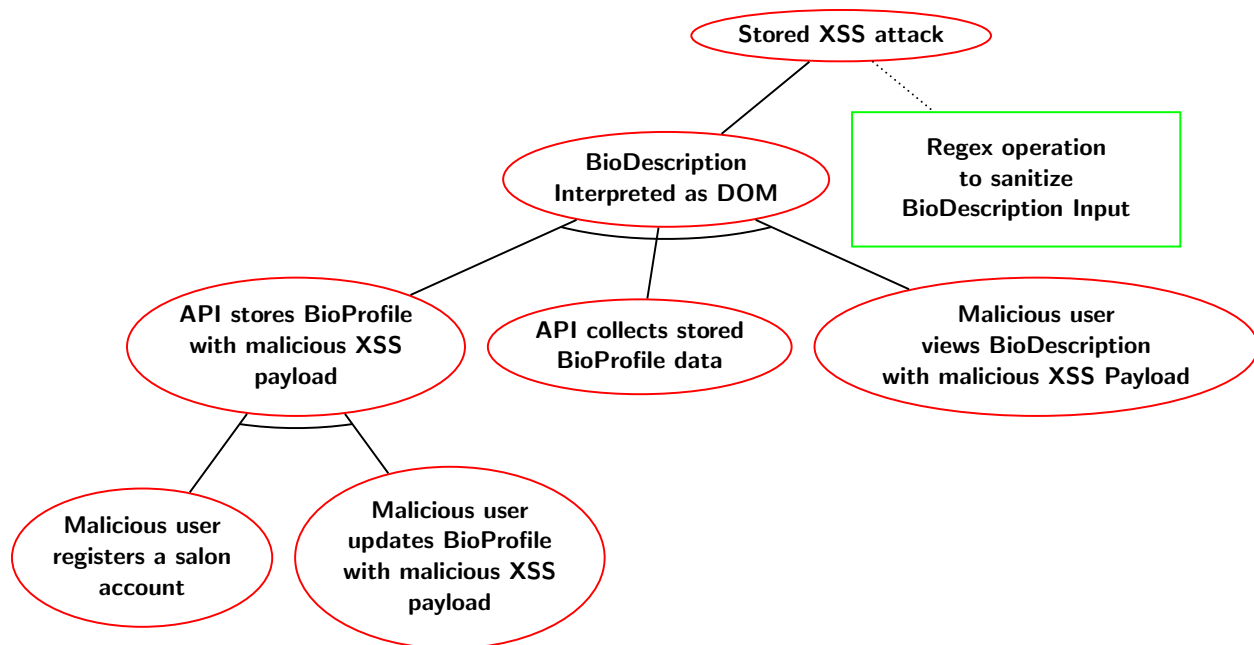 Stored XSS attack
BioDescription
Interpreted as DOM
Regex operation
to sanitize
BioDescription Input
API stores BioProfile
with malicious XSS
payload
API collects stored
BioProfile data
Malicious user
views BioDescription
with malicious XSS Payload
Malicious user
registers a salon
account
Malicious user
updates BioProfile
with malicious XSS
payload